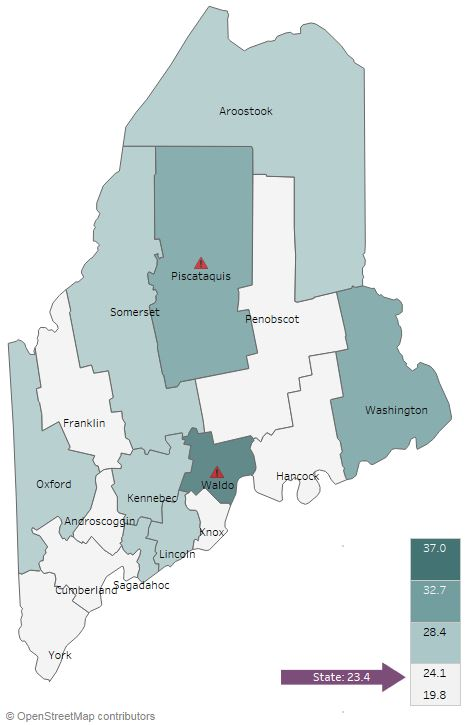 Aroostook
Piscataquis
Somerset
Penobscot
Washington
Franklin
Hancock
Oxford
Waldo
Kennebec
Androscoggin
Knox
Lincoln
Sagadahoc
Cumberland
York
37.0
32.7
28.4
24.1
State: 23.4
19.8
© OpenStreetMap contributors